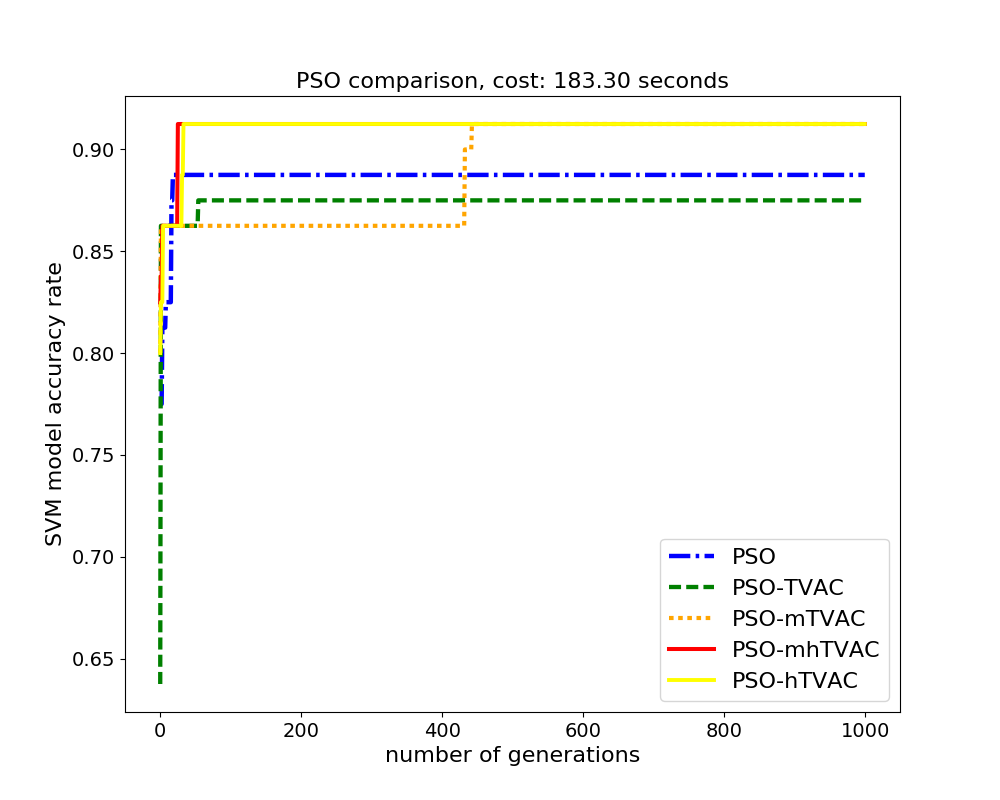 PSO comparison, cost: 183.30 seconds
0.90
0.85
0.80
0.75
0.70
0.65
SVM model accuracy rate
0 200 400 600 800 1000
number of generations
PSO
PSO-TVAC
PSO-mTVAC
PSO-mhTVAC
PSO-hTVAC